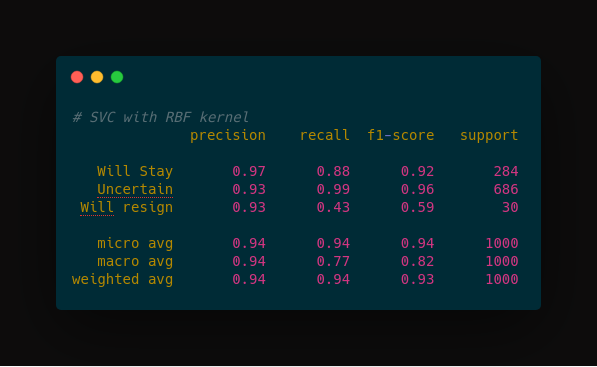 # SVC with RBF kernel
precision recall f1-score support
Will Stay 0.97 0.88 0.92 284
Uncertain 0.93 0.99 0.96 686
Will resign 0.93 0.43 0.59 30
micro avg 0.94 0.94 0.94 1000
macro avg 0.94 0.77 0.82 1000
weighted avg 0.94 0.94 0.93 1000